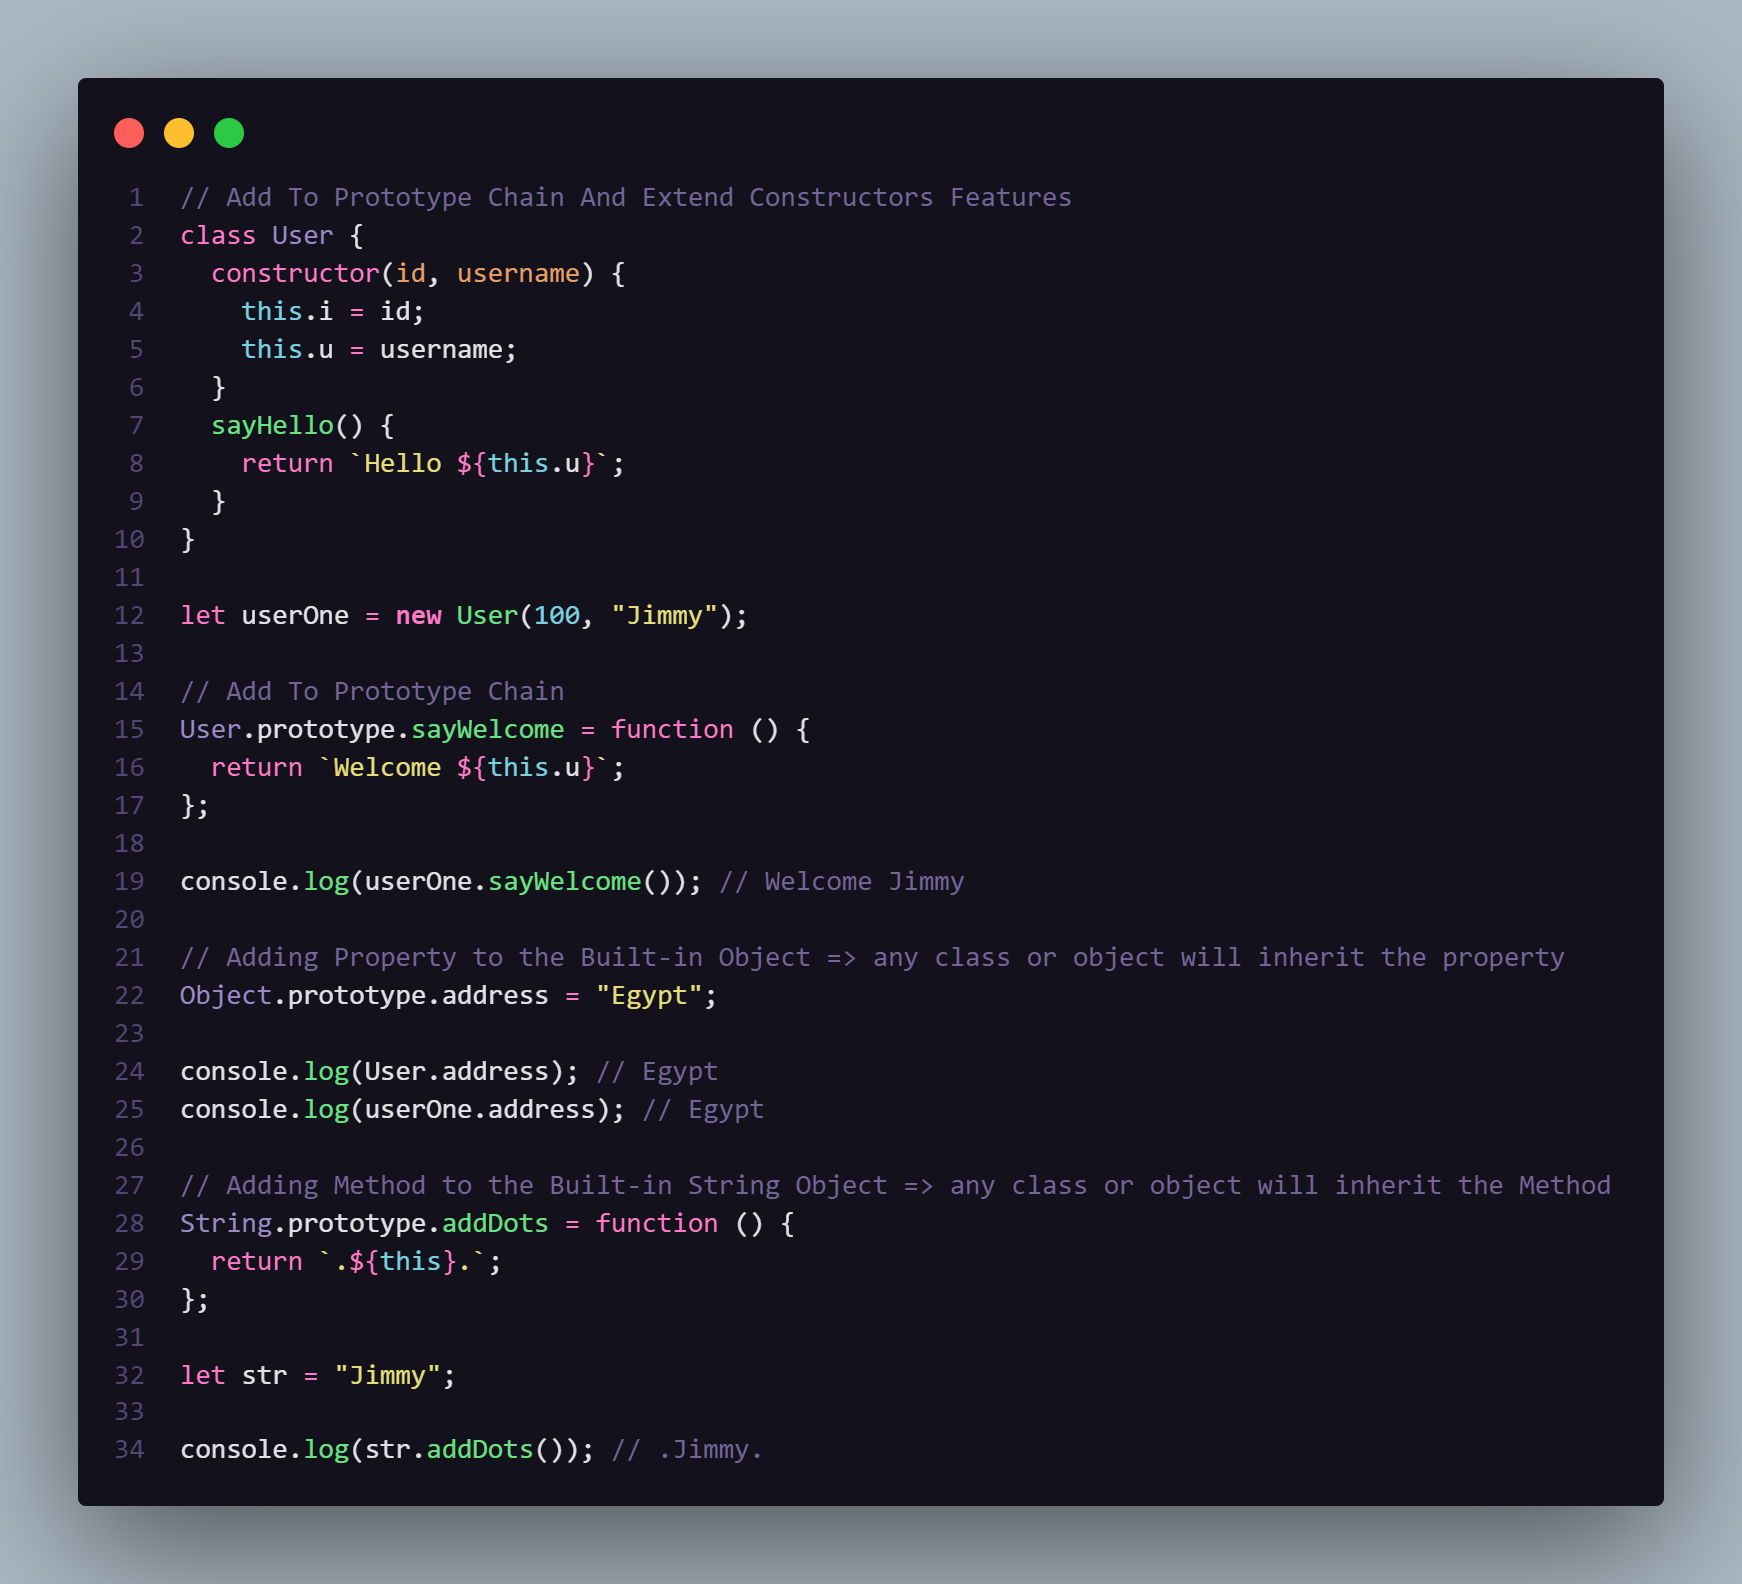 1 // Add To Prototype Chain And Extend Constructors Features
2 class User {
3   constructor(id, username) {
4     this.i = id;
5     this.u = username;
6   }
7   sayHello() {
8     return `Hello ${this.u}`;
9   }
10 }
11
12 let userOne = new User(100, "Jimmy");
13
14 // Add To Prototype Chain
15 User.prototype.sayWelcome = function () {
16   return `Welcome ${this.u}`;
17 };
18
19 console.log(userOne.sayWelcome()); // Welcome Jimmy
20
21 // Adding Property to the Built-in Object => any class or object will inherit the property
22 Object.prototype.address = "Egypt";
23
24 console.log(User.address); // Egypt
25 console.log(userOne.address); // Egypt
26
27 // Adding Method to the Built-in String Object => any class or object will inherit the Method
28 String.prototype.addDots = function () {
29   return `.${this}.`;
30 };
31
32 let str = "Jimmy";
33
34 console.log(str.addDots()); // .Jimmy.